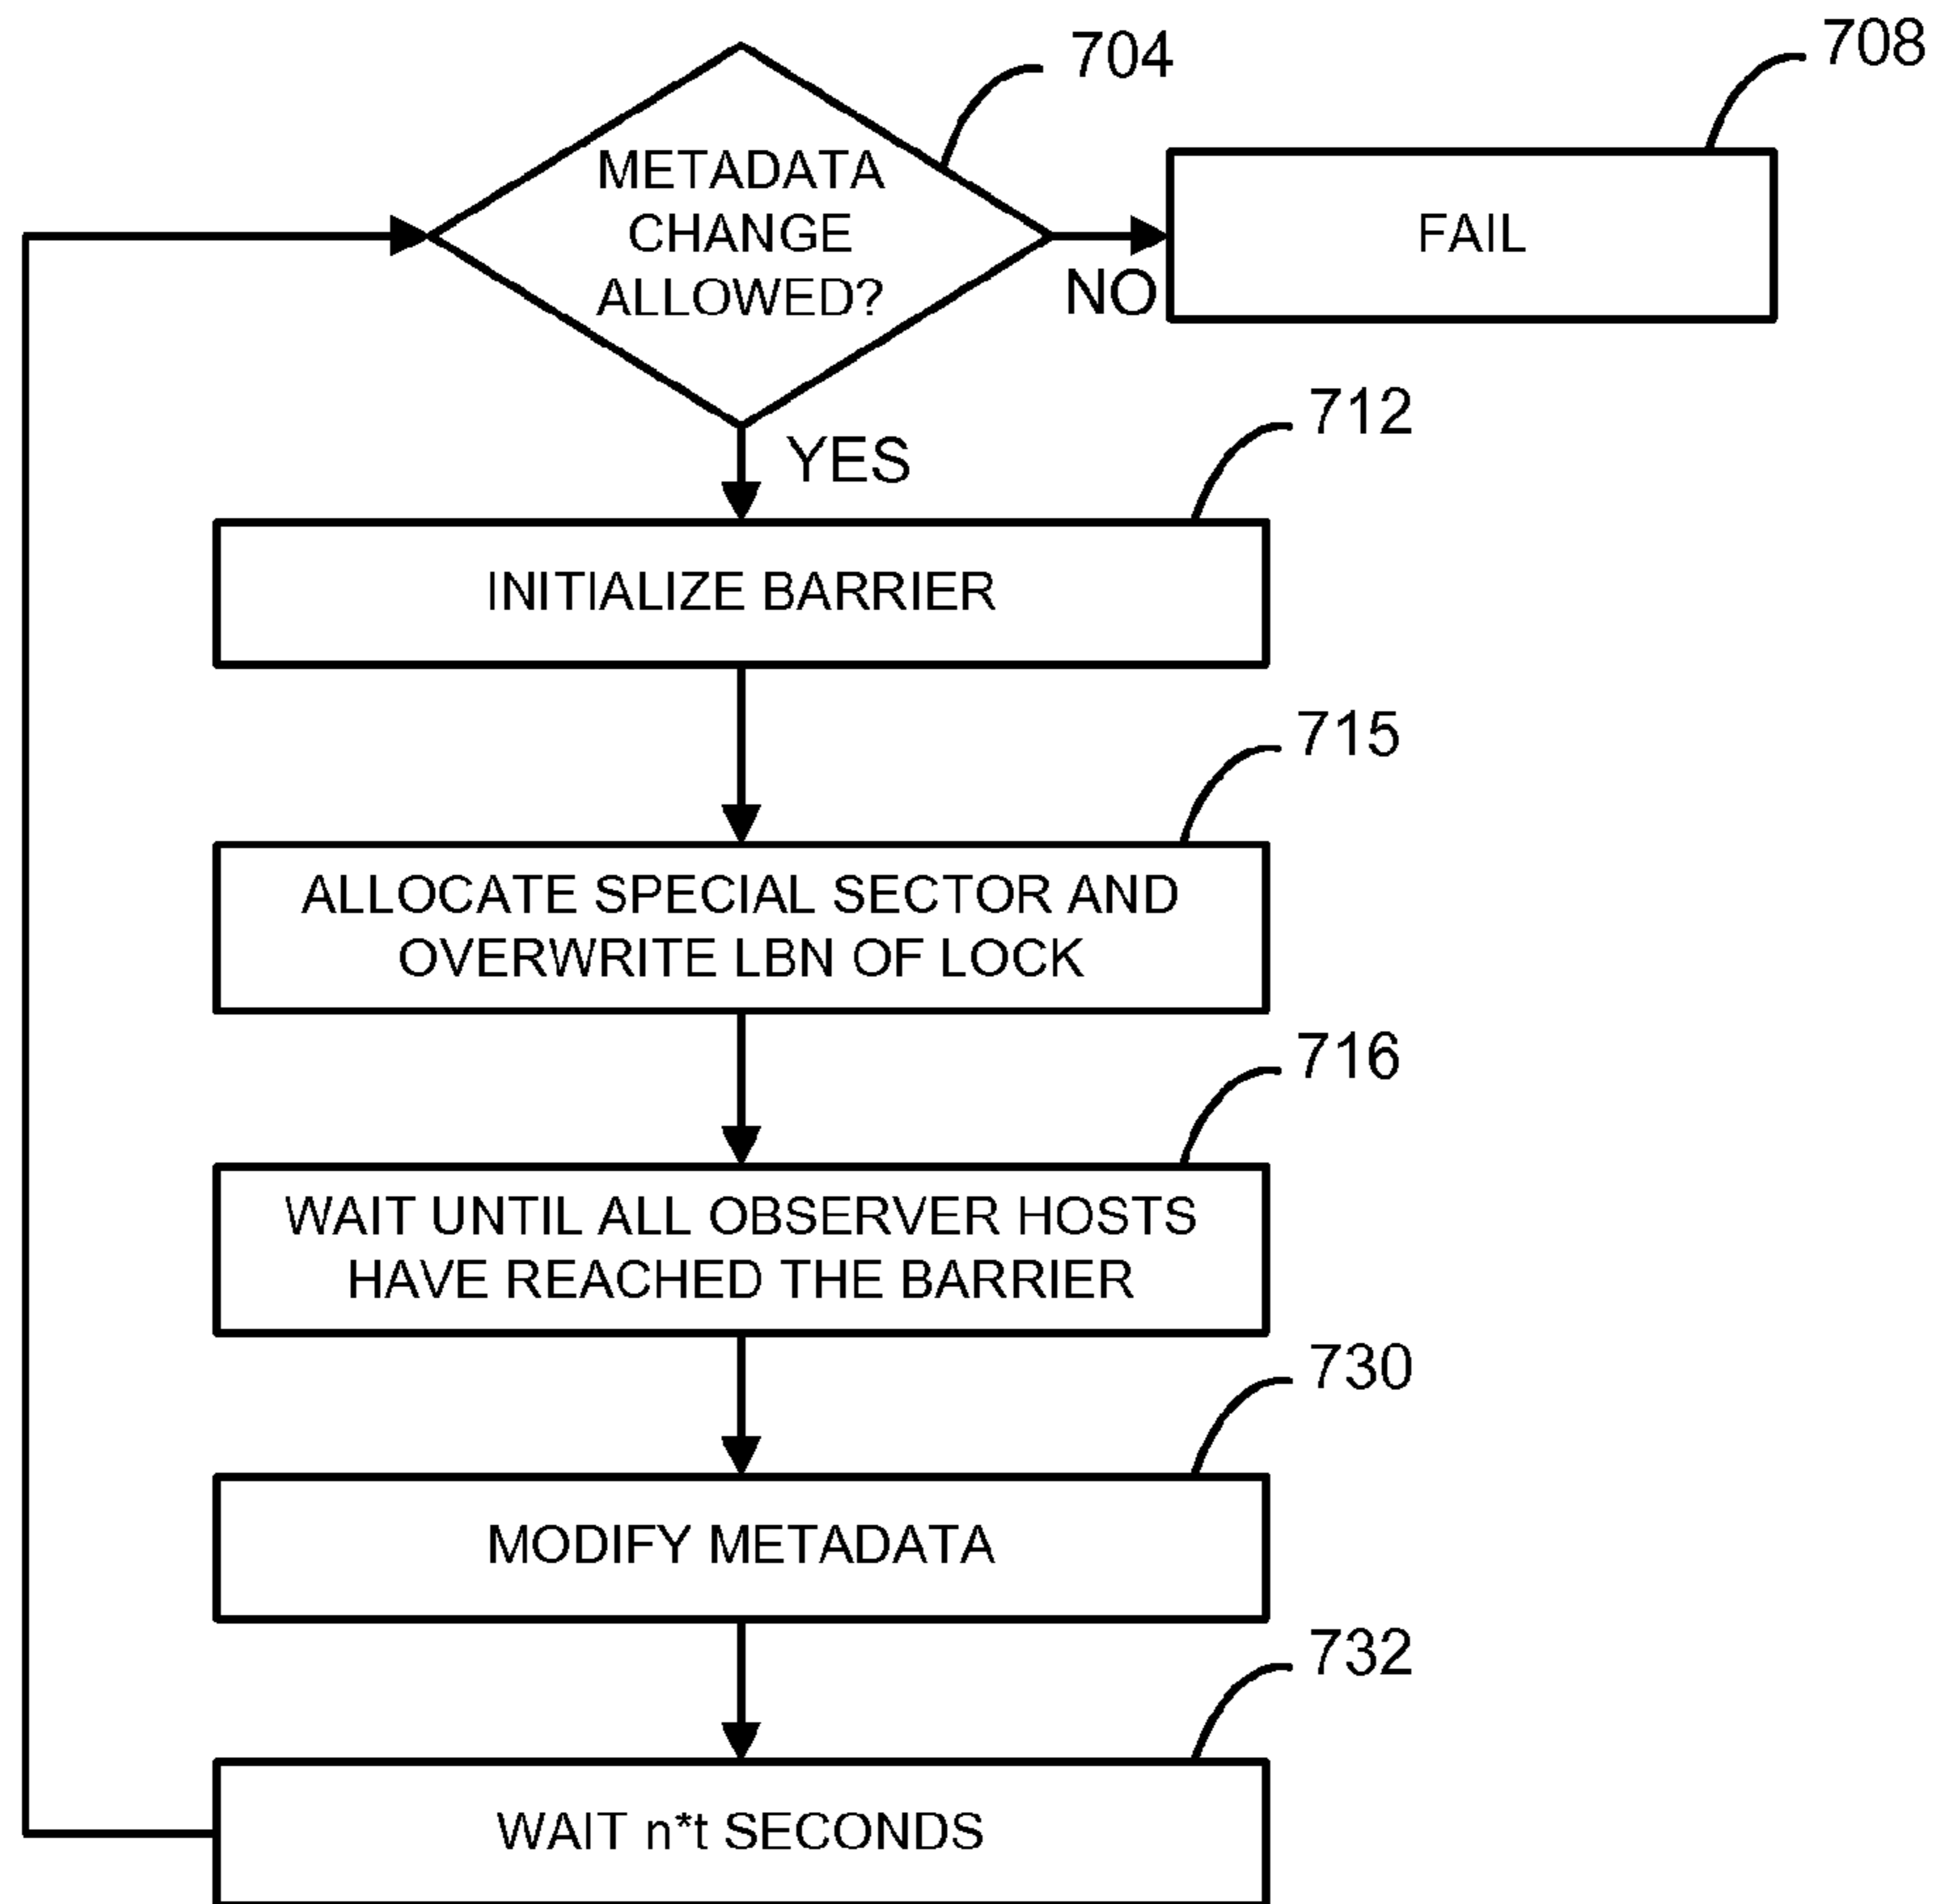 704
708
METADATA
CHANGE
ALLOWED?
FAIL
NO
YES
712
INITIALIZE BARRIER
715
ALLOCATE SPECIAL SECTOR AND
OVERWRITE LBN OF LOCK
716
WAIT UNTIL ALL OBSERVER HOSTS
HAVE REACHED THE BARRIER
730
MODIFY METADATA
732
WAIT n*t SECONDS